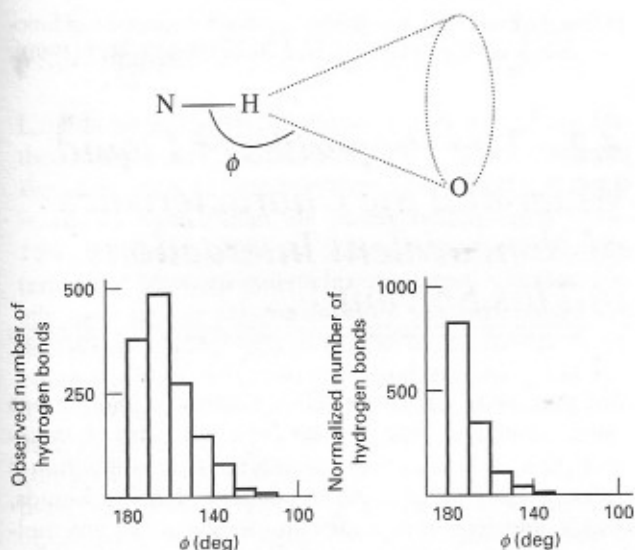 N — H
φ
O
Observed number of
hydrogen bonds
500
250
180
140
100
φ (deg)
Normalized number of
hydrogen bonds
1000
500
180
140
100
φ (deg)